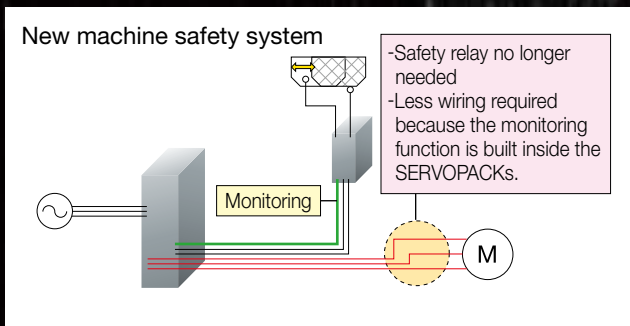 New machine safety system
-Safety relay no longer
needed
-Less wiring required
because the monitoring
function is built inside the
SERVOPACKs.
Monitoring
M